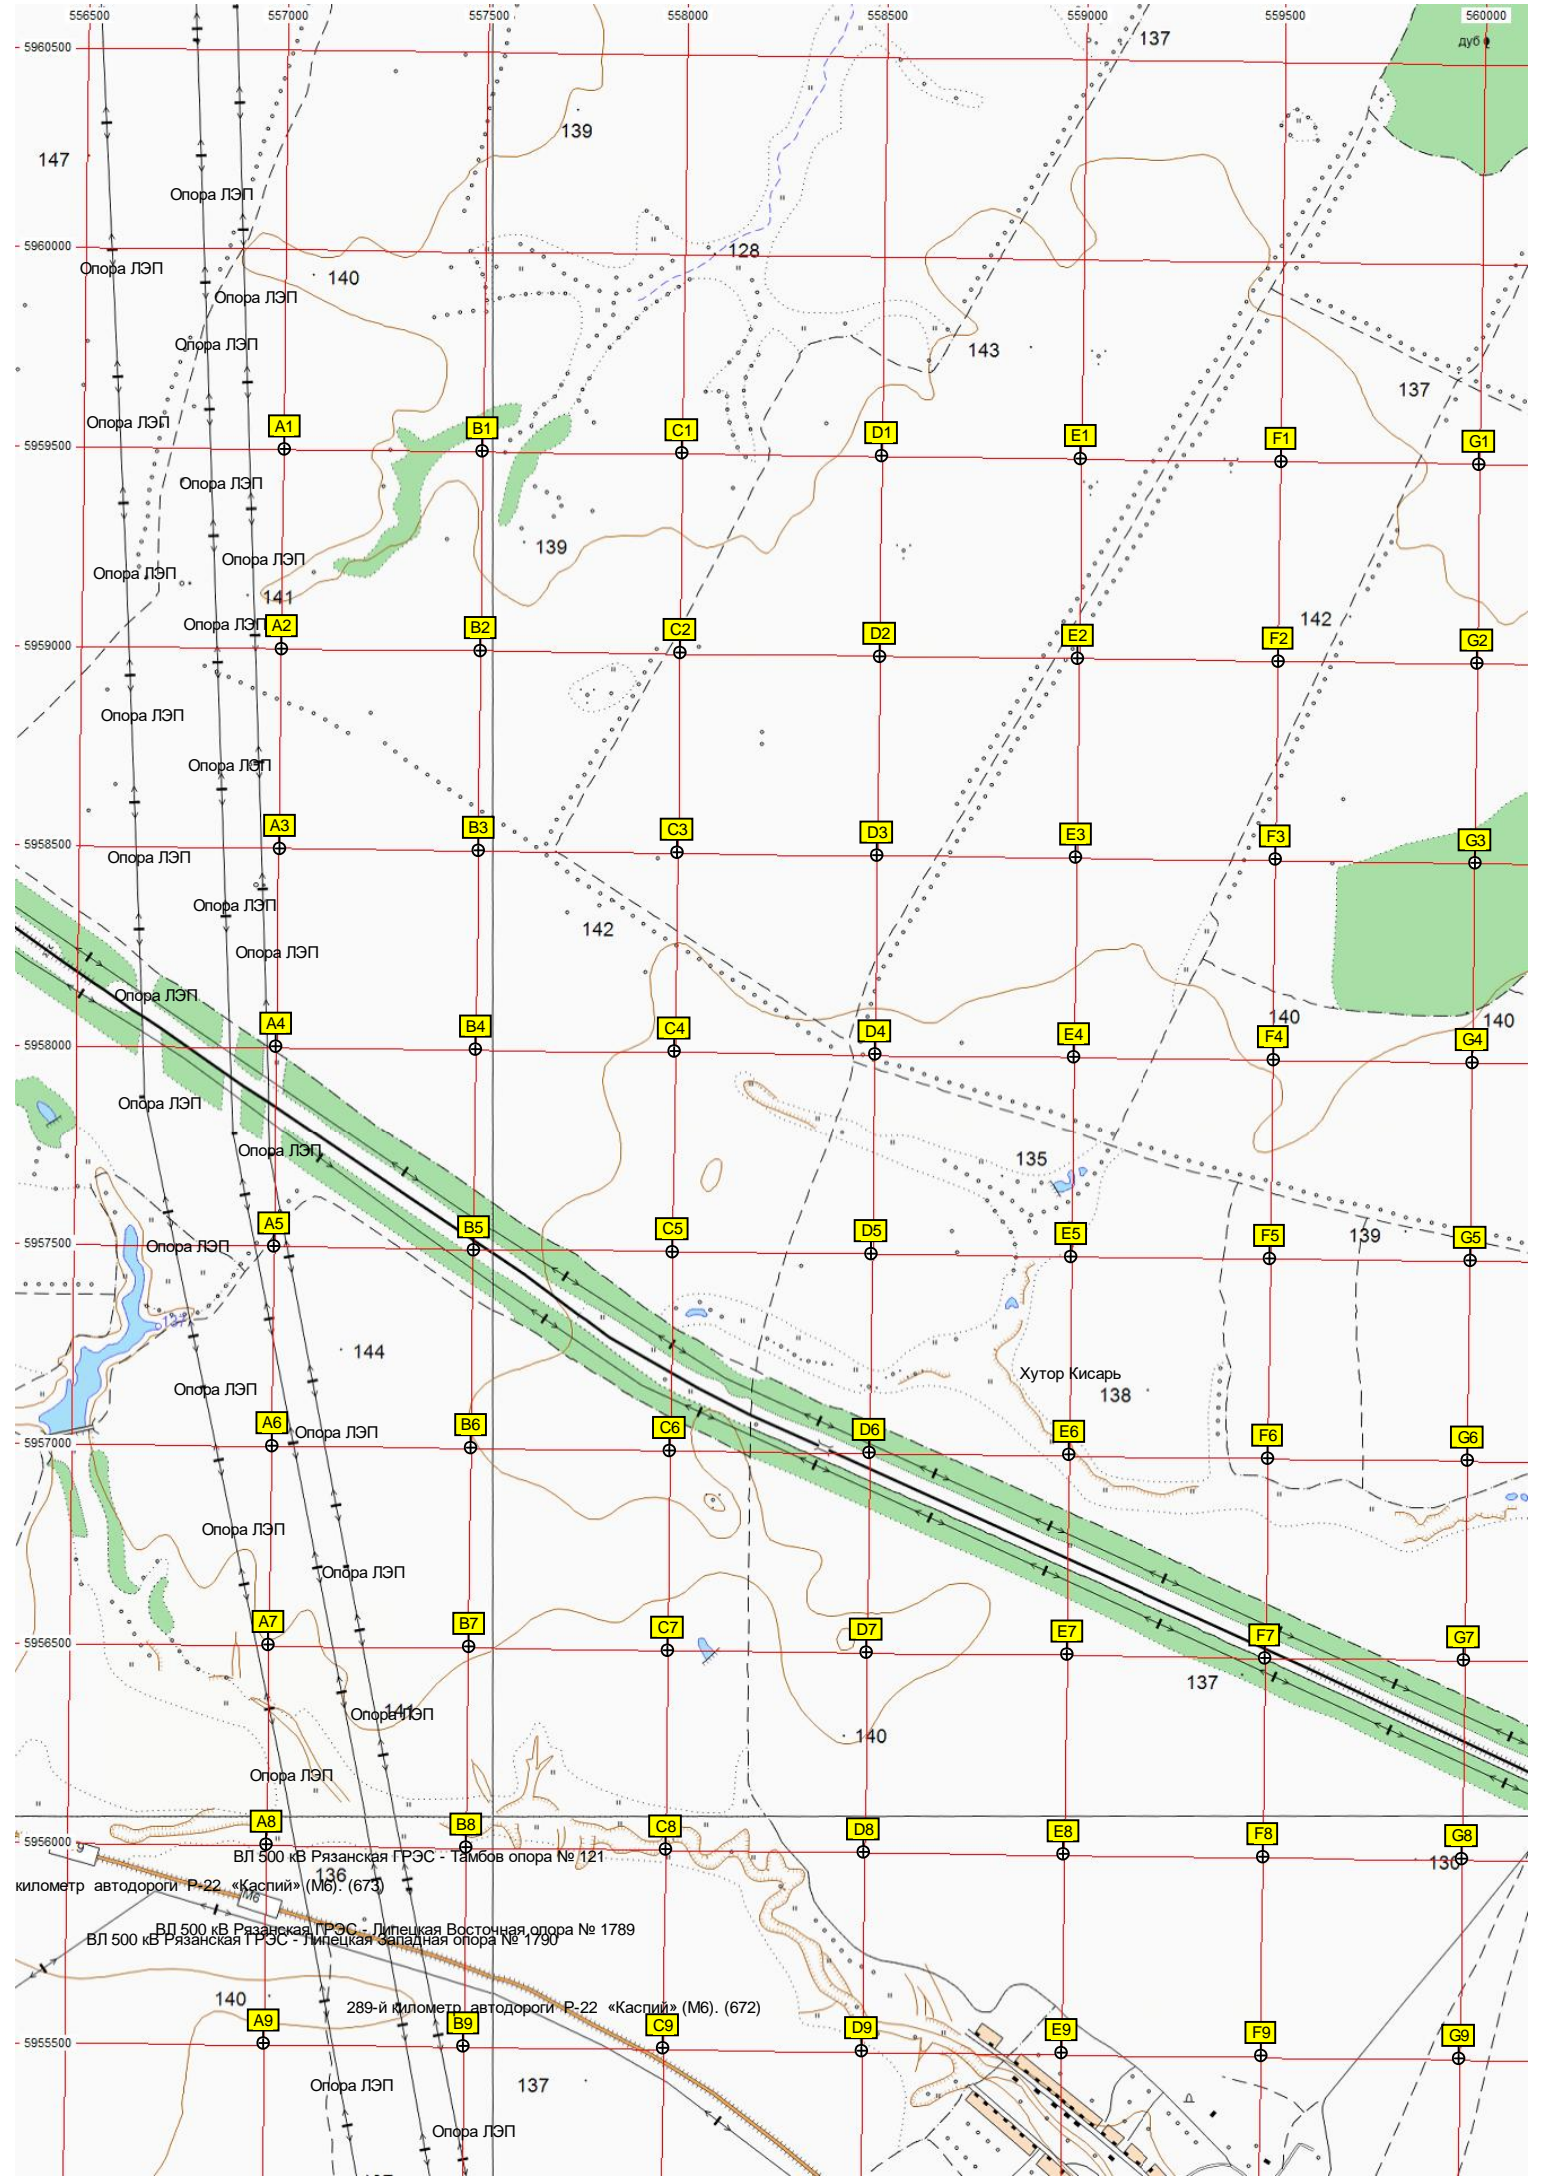 556500 557000 557500 558000 558500 559000 559500 560000
5960500
137
дуб
139
147
Опора ЛЭП
5960000
128
Опора ЛЭП
140
Опора ЛЭП
Опора ЛЭП
143
137
Опора ЛЭП
A1 B1 C1 D1 E1 F1 G1
5959500
Опора ЛЭП
139
Опора ЛЭП
Опора ЛЭП
141
Опора ЛЭП
142
A2 B2 C2 D2 E2 F2 G2
5959000
Опора ЛЭП
Опора ЛЭП
A3 B3 C3 D3 E3 F3 G3
5958500
Опора ЛЭП
Опора ЛЭП
142
Опора ЛЭП
Опора ЛЭП
140
140
A4 B4 C4 D4 E4 F4 G4
5958000
Опора ЛЭП
Опора ЛЭП
135
A5 B5 C5 D5 E5 F5 G5
5957500
Опора ЛЭП
139
137
144
Хутор Кисарь
Опора ЛЭП
138
A6 B6 C6 D6 E6 F6 G6
5957000
Опора ЛЭП
Опора ЛЭП
Опора ЛЭП
A7 B7 C7 D7 E7 F7 G7
5956500
137
141
Опора ЛЭП
140
Опора ЛЭП
A8 B8 C8 D8 E8 F8 G8
5956000
9
ВЛ 500 кВ Рязанская ГРЭС - Тамбов опора № 121
130
136
километр автодороги Р-22 «Каспий» (М6). (673)
М6
ВЛ 500 кВ Рязанская ГРЭС - Липецкая Восточная опора № 1789
ВЛ 500 кВ Рязанская ГРЭС - Липецкая Западная опора № 1790
140
289-й километр автодороги Р-22 «Каспий» (М6). (672)
A9 B9 C9 D9 E9 F9 G9
5955500
Опора ЛЭП
137
Опора ЛЭП